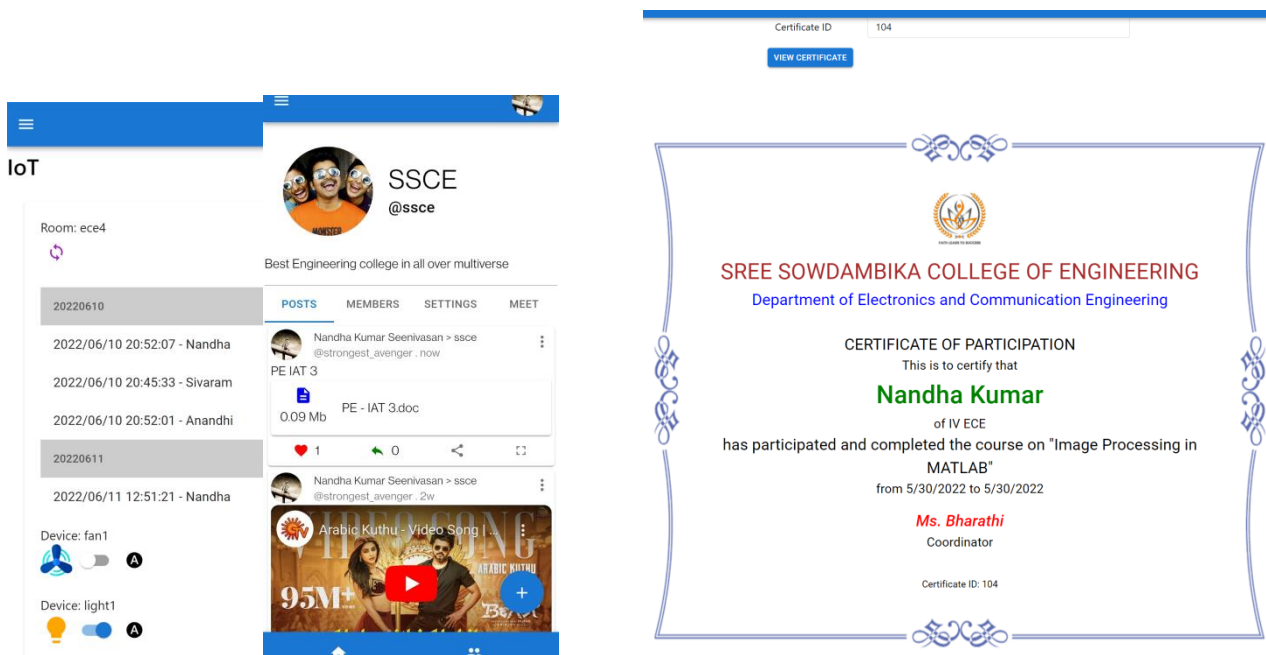 IoT
Room: ece4
20220610
2022/06/10 20:52:07 - Nandha
2022/06/10 20:45:33 - Sivaram
2022/06/10 20:52:01 - Anandhi
20220611
2022/06/11 12:51:21 - Nandha
Device: fan1
A
Device: light1
A
SSCE
@ssce
MONSTER
Best Engineering college in all over multiverse
POSTS MEMBERS SETTINGS MEET
Nandha Kumar Seenivasan > ssce
@strongest_avenger . now
PE IAT 3
0.09 Mb
PE - IAT 3.doc
1 0
Nandha Kumar Seenivasan > ssce
@strongest_avenger . 2w
Arabic Kuthu - Video Song | ...
VIDEO SONG
ARABIC KUTHU
95M+
BEAST
+
Certificate ID 104
VIEW CERTIFICATE
SREE SOWDAMBIKA COLLEGE OF ENGINEERING
Department of Electronics and Communication Engineering
CERTIFICATE OF PARTICIPATION
This is to certify that
Nandha Kumar
of IV ECE
has participated and completed the course on "Image Processing in
MATLAB"
from 5/30/2022 to 5/30/2022
Ms. Bharathi
Coordinator
Certificate ID: 104